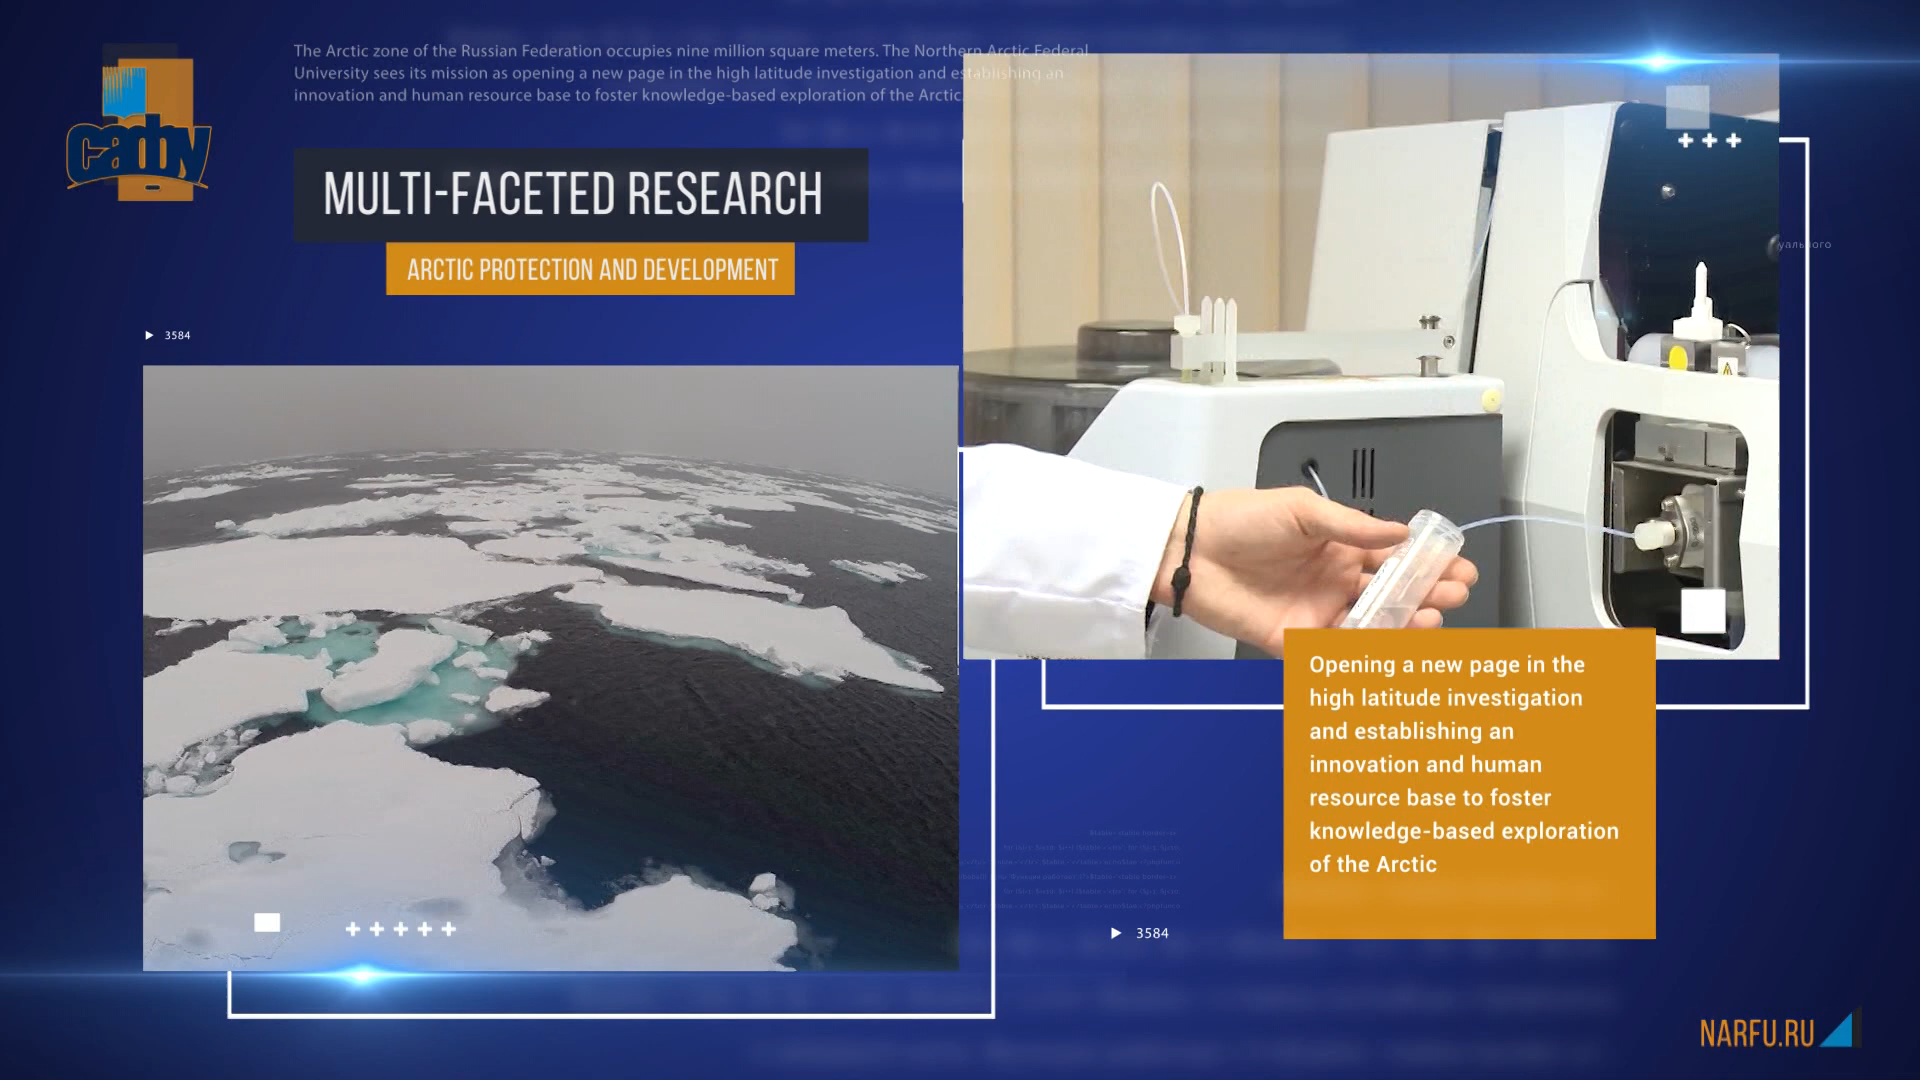 The Arctic zone of the Russian Federation occupies nine million square meters. The Northern Arctic Federal
University sees its mission as opening a new page in the high latitude investigation and establishing an
innovation and human resource base to foster knowledge-based exploration of the Arctic.
сафу
MULTI-FACETED RESEARCH
ARCTIC PROTECTION AND DEVELOPMENT
3584
Opening a new page in the
high latitude investigation
and establishing an
innovation and human
resource base to foster
knowledge-based exploration
of the Arctic
3584
NARFU.RU